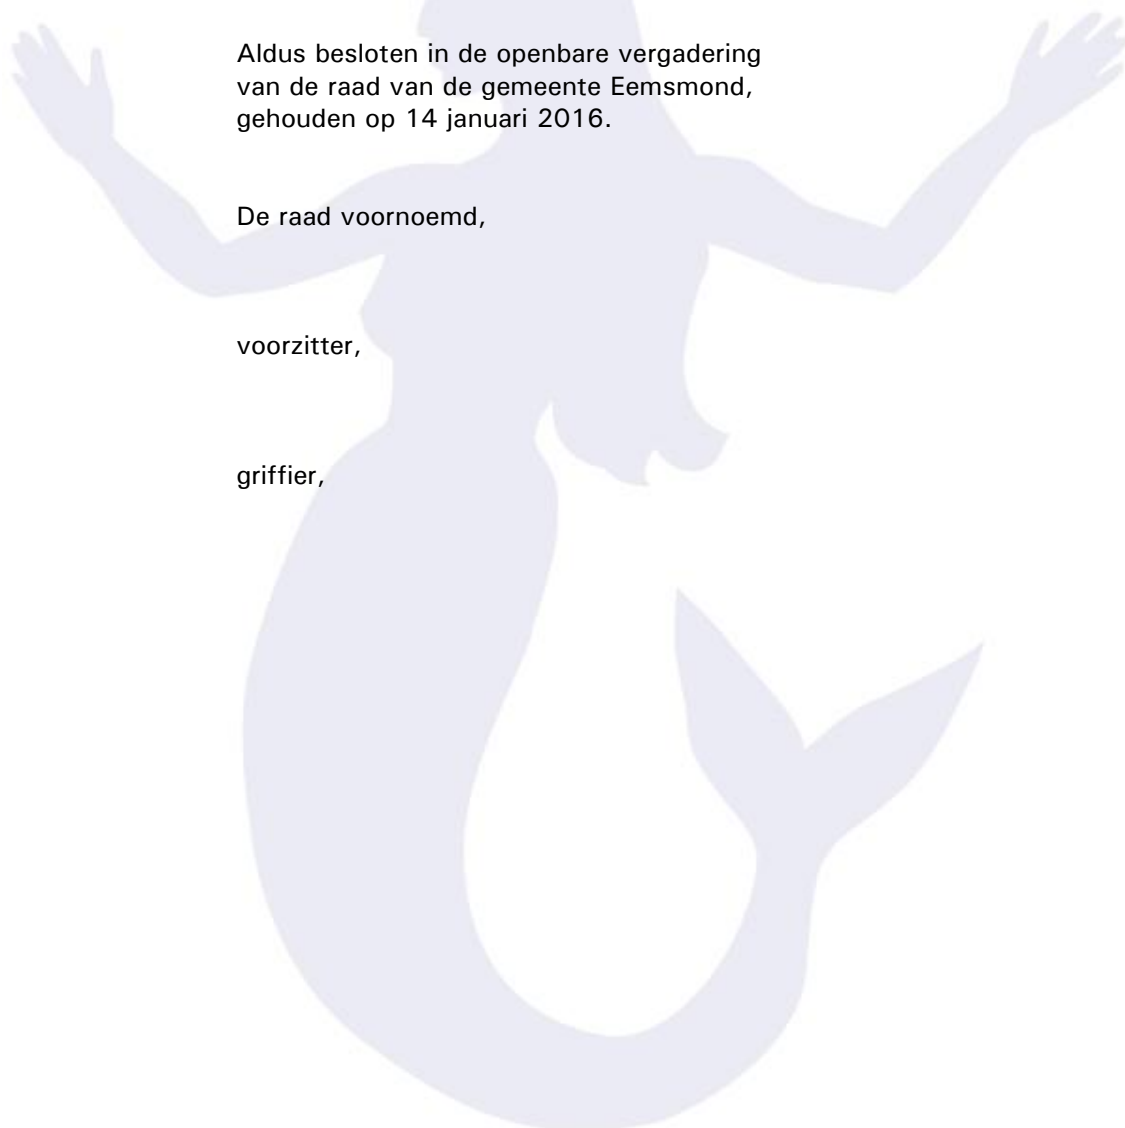 Aldus besloten in de openbare vergadering
van de raad van de gemeente Eemsmond,
gehouden op 14 januari 2016.
De raad voornoemd,
voorzitter,
griffier,